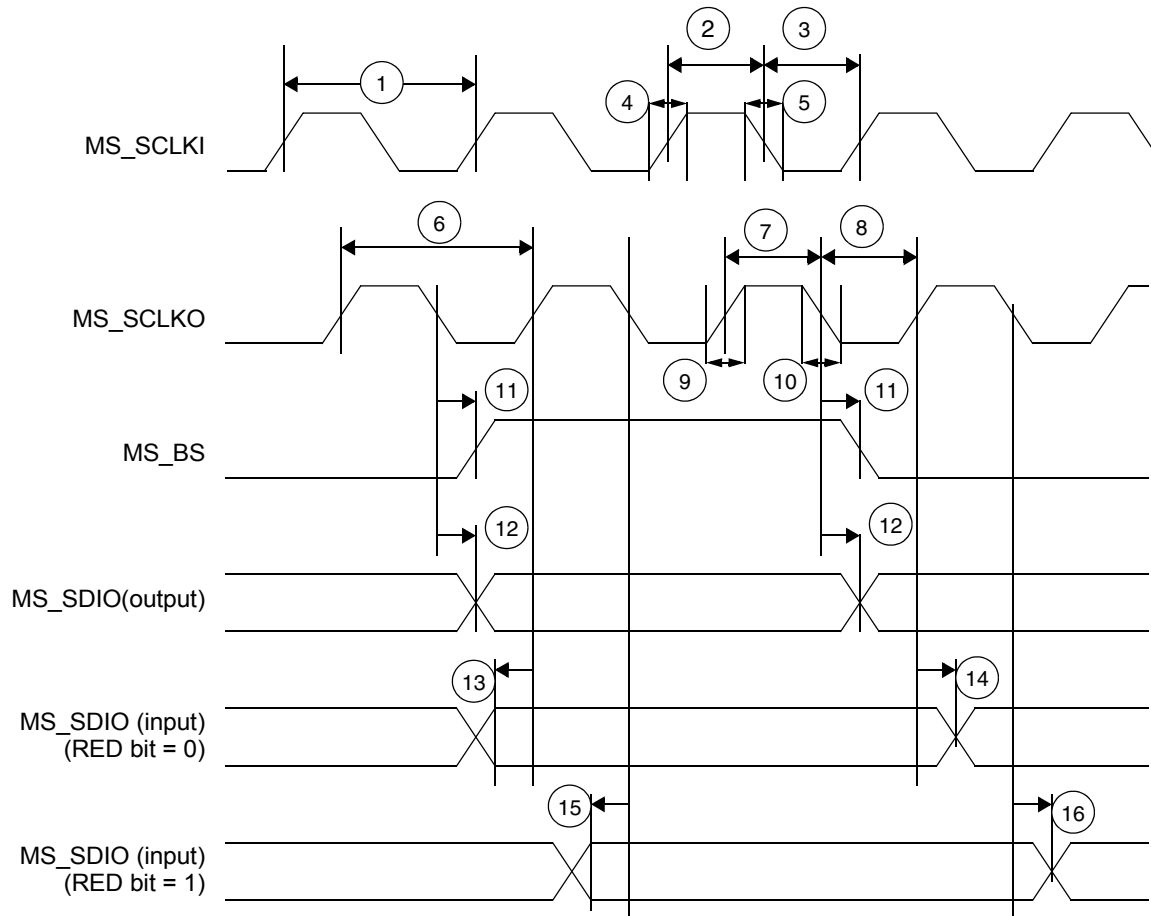 2
3
1
4
5
MS_SCLKI
6
7
8
MS_SCLKO
9
10
11
11
MS_BS
12
12
MS_SDIO(output)
13
14
MS_SDIO (input)
(RED bit = 0)
15
16
MS_SDIO (input)
(RED bit = 1)